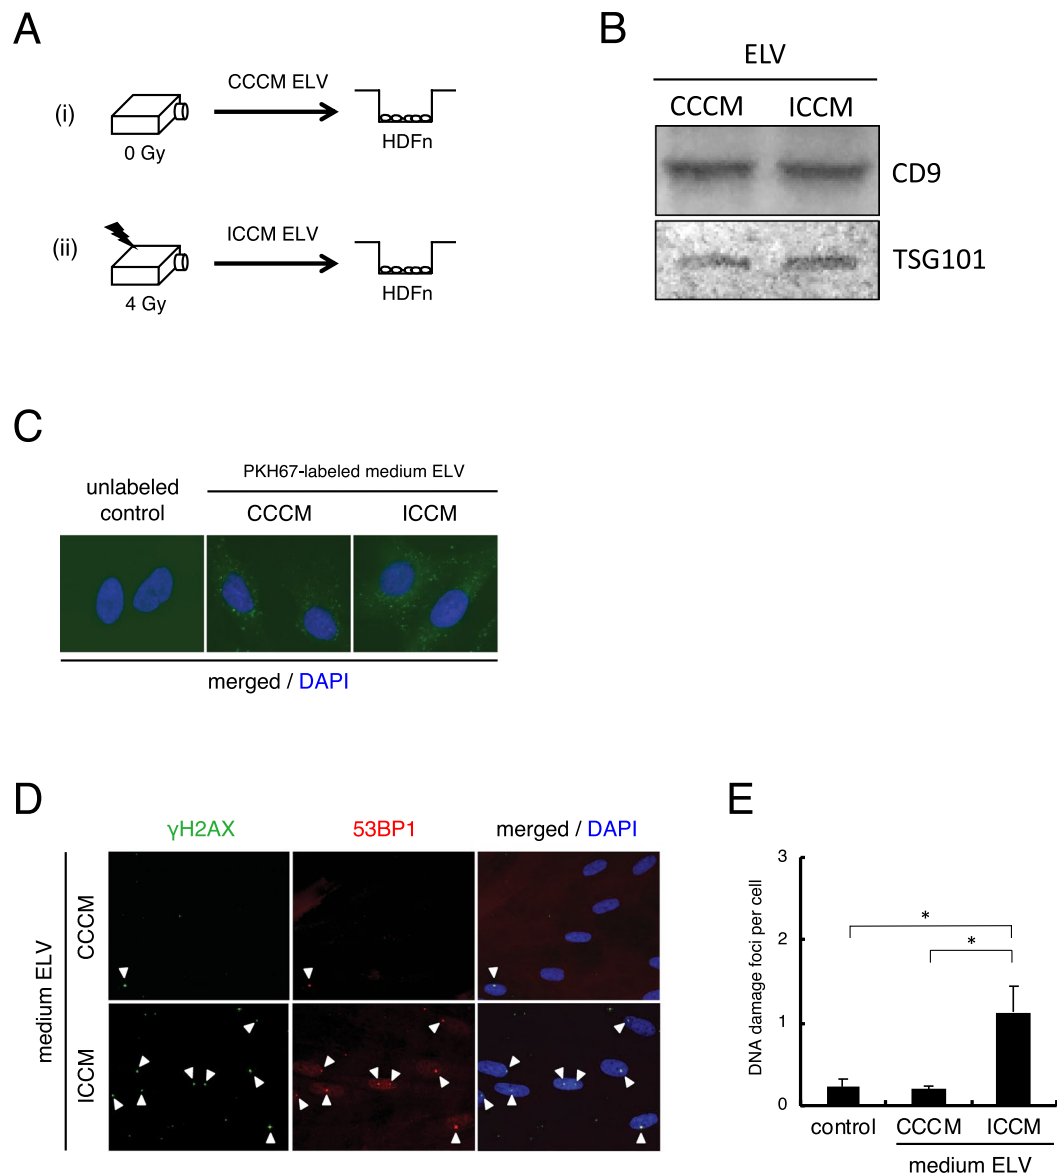 A
(i)
0 Gy
CCCM ELV
HDFn
(ii)
4 Gy
ICCM ELV
HDFn
B
ELV
CCCM ICCM
CD9
TSG101
C
unlabeled
control
PKH67-labeled medium ELV
CCCM ICCM
merged / DAPI
D
γH2AX 53BP1 merged / DAPI
medium ELV
CCCM
ICCM
E
DNA damage foci per cell
3
2
1
0
*
*
control CCCM ICCM
medium ELV